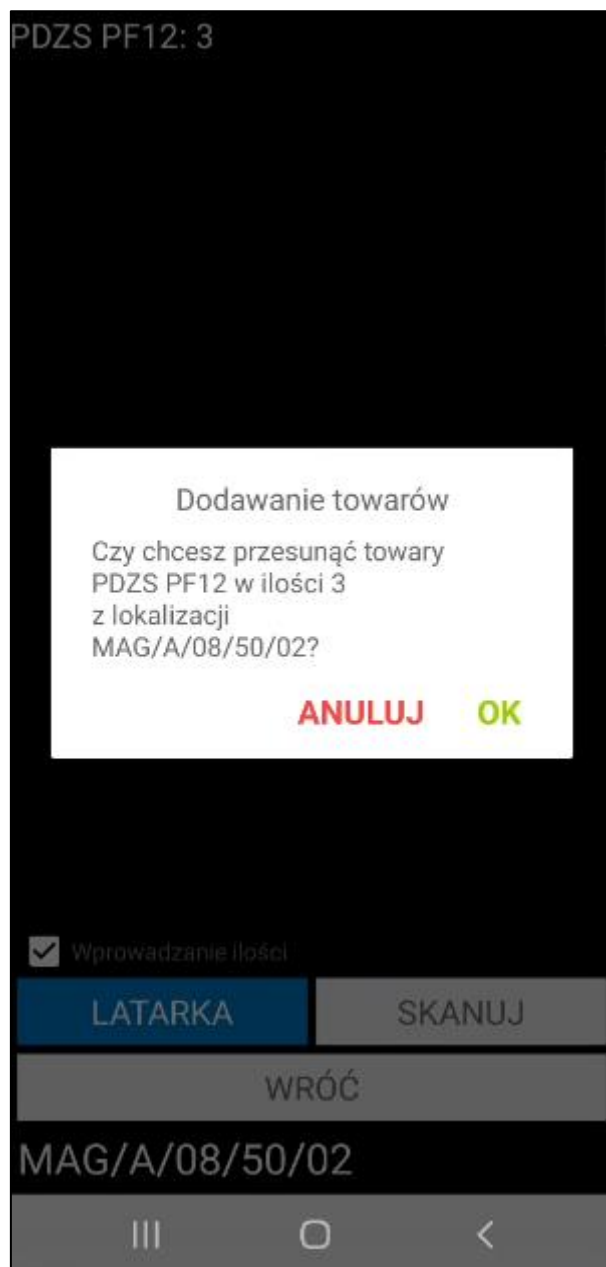 PDZS PF12: 3
Dodawanie towarów
Czy chcesz przesunąć towary
PDZS PF12 w ilości 3
z lokalizacji
MAG/A/08/50/02?
ANULUJ OK
Wprowadzanie ilości
LATARKA SKANUJ
WRÓĆ
MAG/A/08/50/02